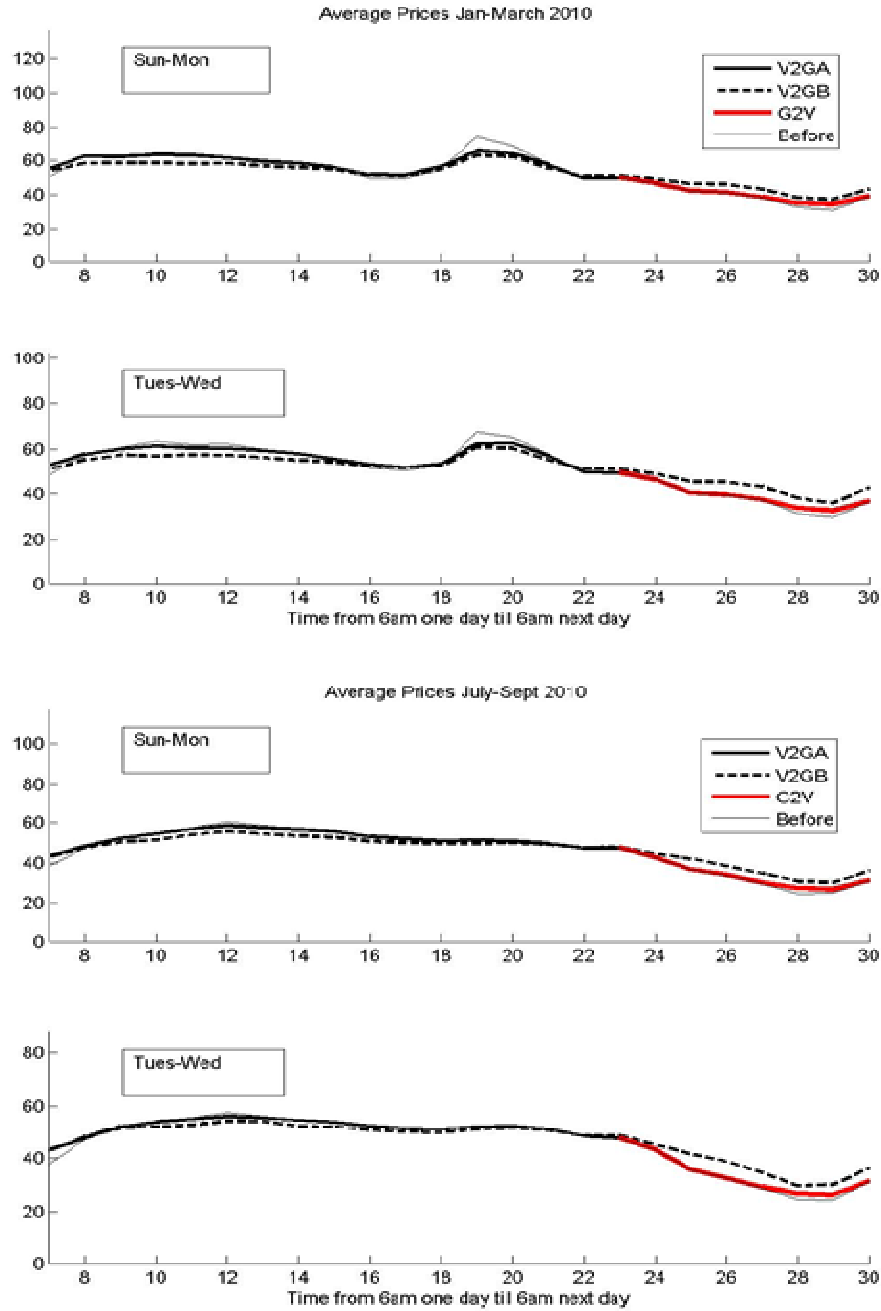 Average Prices Jan-March 2010
120
100
80
60
40
20
0
Sun-Mon
V2GA
V2GB
G2V
Before
8 10 12 14 16 18 20 22 24 26 28 30
100
80
60
40
20
0
Tues-Wed
8 10 12 14 16 18 20 22 24 26 28 30
Time from 6am one day till 6am next day
Average Prices July-Sept 2010
100
80
60
40
20
0
Sun-Mon
V2GA
V2GB
G2V
Before
8 10 12 14 16 18 20 22 24 26 28 30
80
60
40
20
0
Tues-Wed
8 10 12 14 16 18 20 22 24 26 28 30
Time from 6am one day til 6am next day